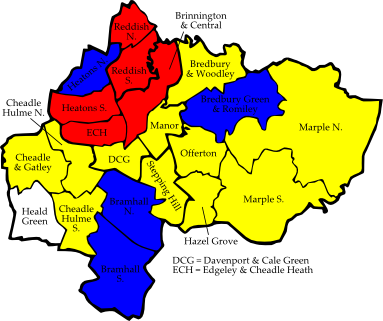 Reddish
N.
Brinnington
& Central
Heatons N.
Reddish
S.
Bredbury
& Woodley
Cheadle
Hulme N.
Heatons S.
Bredbury Green
& Romiley
ECH
Manor
Marple N.
Cheadle
& Gatley
DCG
Offerton
Stepping Hill
Bramhall
N.
Marple S.
Heald
Green
Cheadle
Hulme
S.
Hazel Grove
Bramhall
S.
DCG = Davenport & Cale Green
ECH = Edgeley & Cheadle Heath